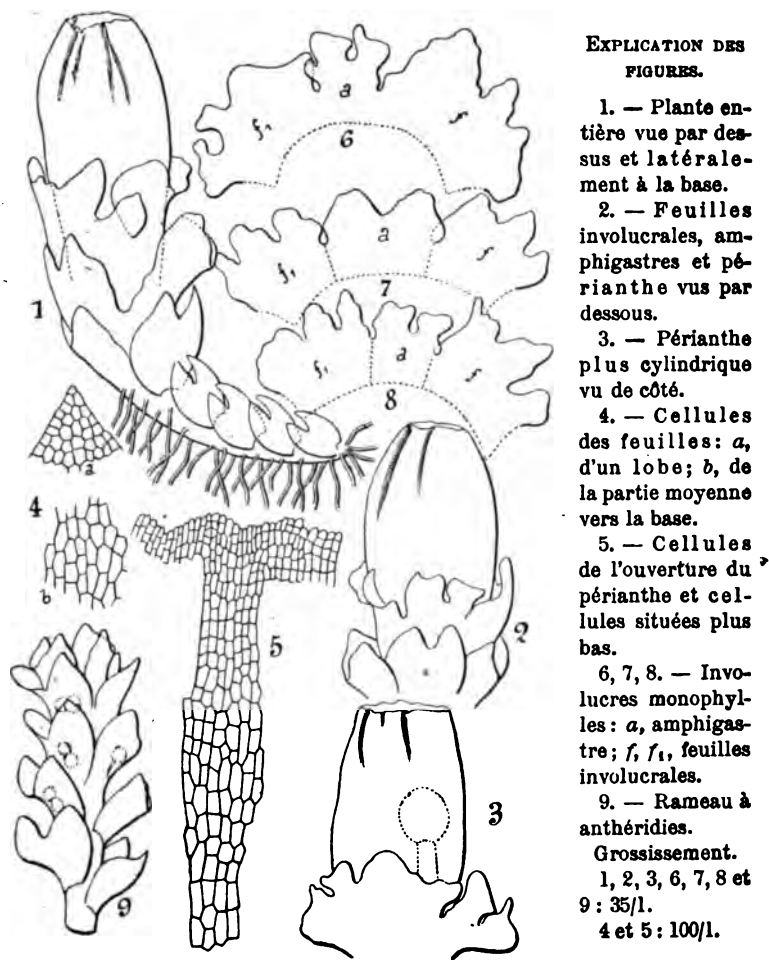 EXPLICATION DES
FIGURES.
1. — Plante en-
tière vue par des-
sus et latérale-
ment à la base.
2. — Feuilles
involucrales, am-
phigastres et pé-
rianthe vus par
dessous.
3. — Périanthe
plus cylindrique
vu de côté.
4. — Cellules
des feuilles: a,
d'un lobe; b, de
la partie moyenne
vers la base.
5. — Cellules
de l'ouverture du
périanthe et cel-
lules situées plus
bas.
6, 7, 8. — Invo-
lucres monophyl-
les: a, amphigas-
tre; f, f₁, feuilles
involucrales.
9. — Rameau à
anthéridies.
Grossissement.
1, 2, 3, 6, 7, 8 et
9: 35/1.
4 et 5: 100/1.
a
f₁ f
6
a
f₁ f
7
a
f₁ f
8
1
a
4
b
5
2
3
9